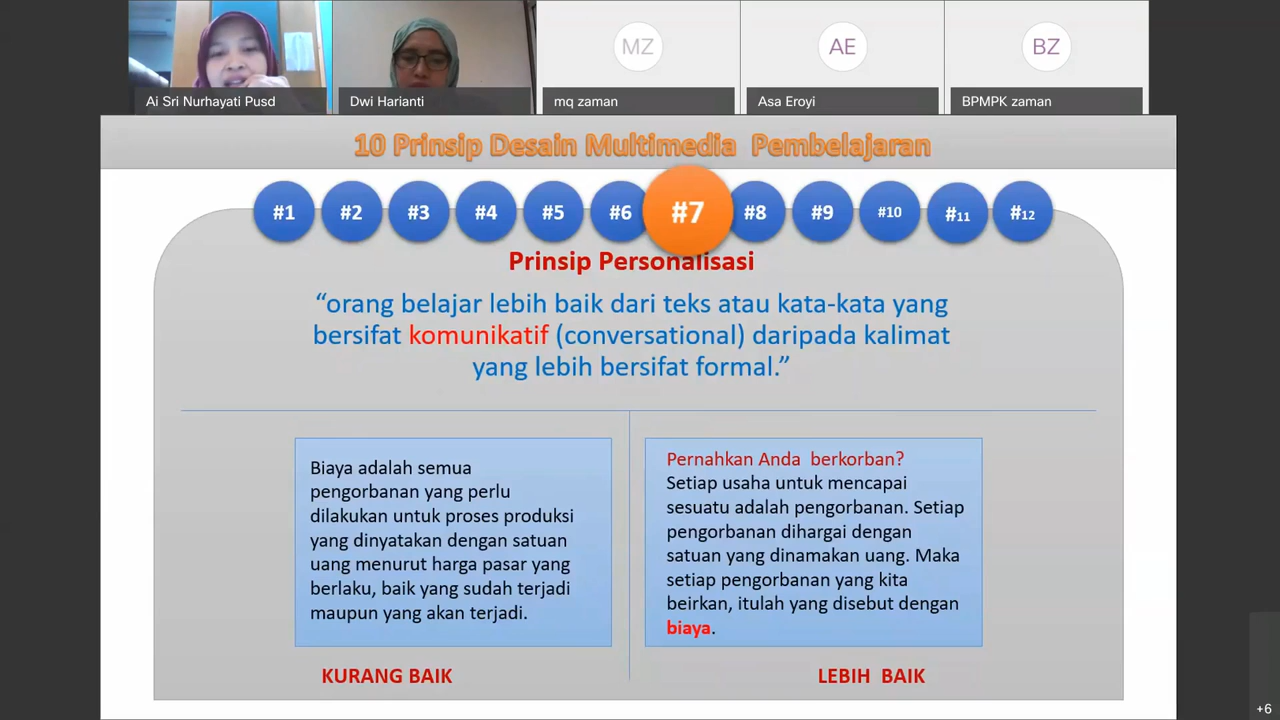 MZ
AE
BZ
Ai Sri Nurhayati Pusd
Dwi Harianti
mq zaman
Asa Eroyi
BPMPK zaman
10 Prinsip Desain Multimedia Pembelajaran
#1 #2 #3 #4 #5 #6 #7 #8 #9 #10 #11 #12
Prinsip Personalisasi
“orang belajar lebih baik dari teks atau kata-kata yang
bersifat komunikatif (conversational) daripada kalimat
yang lebih bersifat formal.”
Biaya adalah semua
pengorbanan yang perlu
dilakukan untuk proses produksi
yang dinyatakan dengan satuan
uang menurut harga pasar yang
berlaku, baik yang sudah terjadi
maupun yang akan terjadi.
KURANG BAIK
Pernahkan Anda berkorban?
Setiap usaha untuk mencapai
sesuatu adalah pengorbanan. Setiap
pengorbanan dihargai dengan
satuan yang dinamakan uang. Maka
setiap pengorbanan yang kita
beirkan, itulah yang disebut dengan
biaya.
LEBIH BAIK
+6